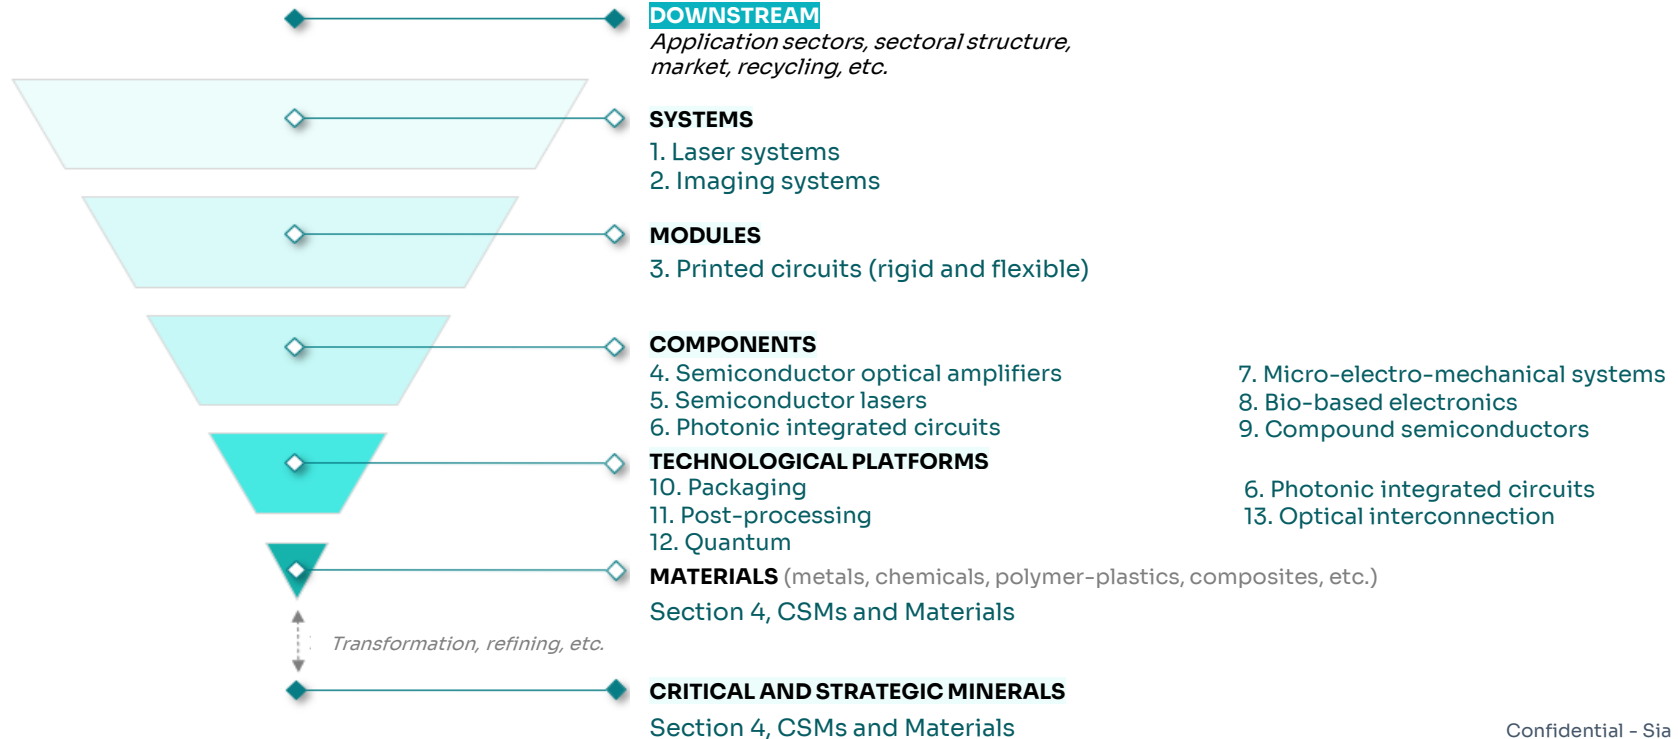 DOWNSTREAM
Application sectors, sectoral structure,
market, recycling, etc.
SYSTEMS
1. Laser systems
2. Imaging systems
MODULES
3. Printed circuits (rigid and flexible)
COMPONENTS
4. Semiconductor optical amplifiers
5. Semiconductor lasers
6. Photonic integrated circuits
7. Micro-electro-mechanical systems
8. Bio-based electronics
9. Compound semiconductors
TECHNOLOGICAL PLATFORMS
10. Packaging
11. Post-processing
12. Quantum
6. Photonic integrated circuits
13. Optical interconnection
MATERIALS (metals, chemicals, polymer-plastics, composites, etc.)
Section 4, CSMs and Materials
Transformation, refining, etc.
CRITICAL AND STRATEGIC MINERALS
Section 4, CSMs and Materials
Confidential - Sia